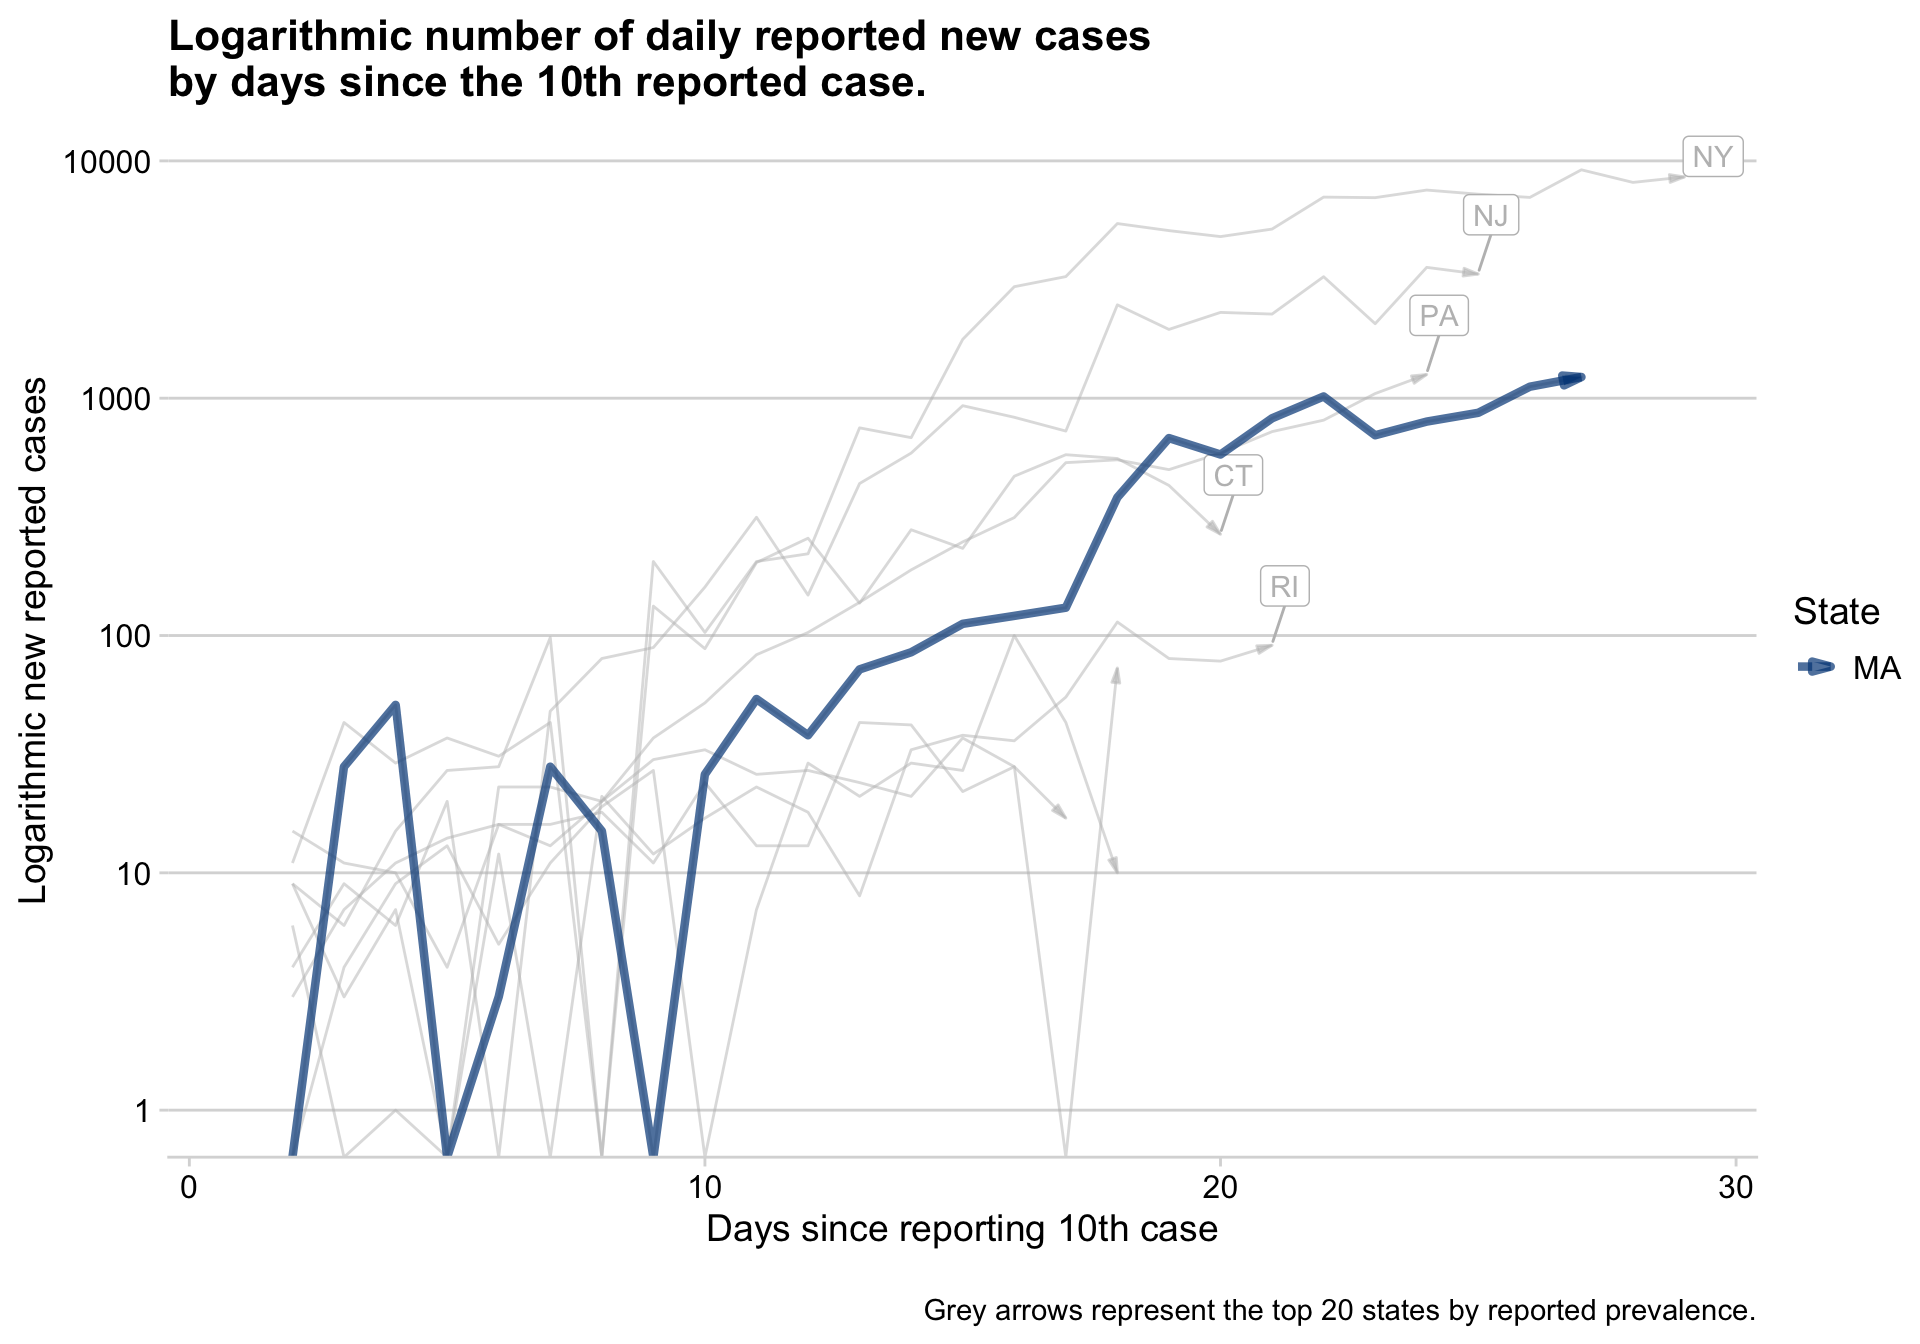 Logarithmic number of daily reported new cases
by days since the 10th reported case.
10000
1000
100
10
1
Logarithmic new reported cases
NY
NJ
PA
CT
RI
State
MA
0
10
20
30
Days since reporting 10th case
Grey arrows represent the top 20 states by reported prevalence.